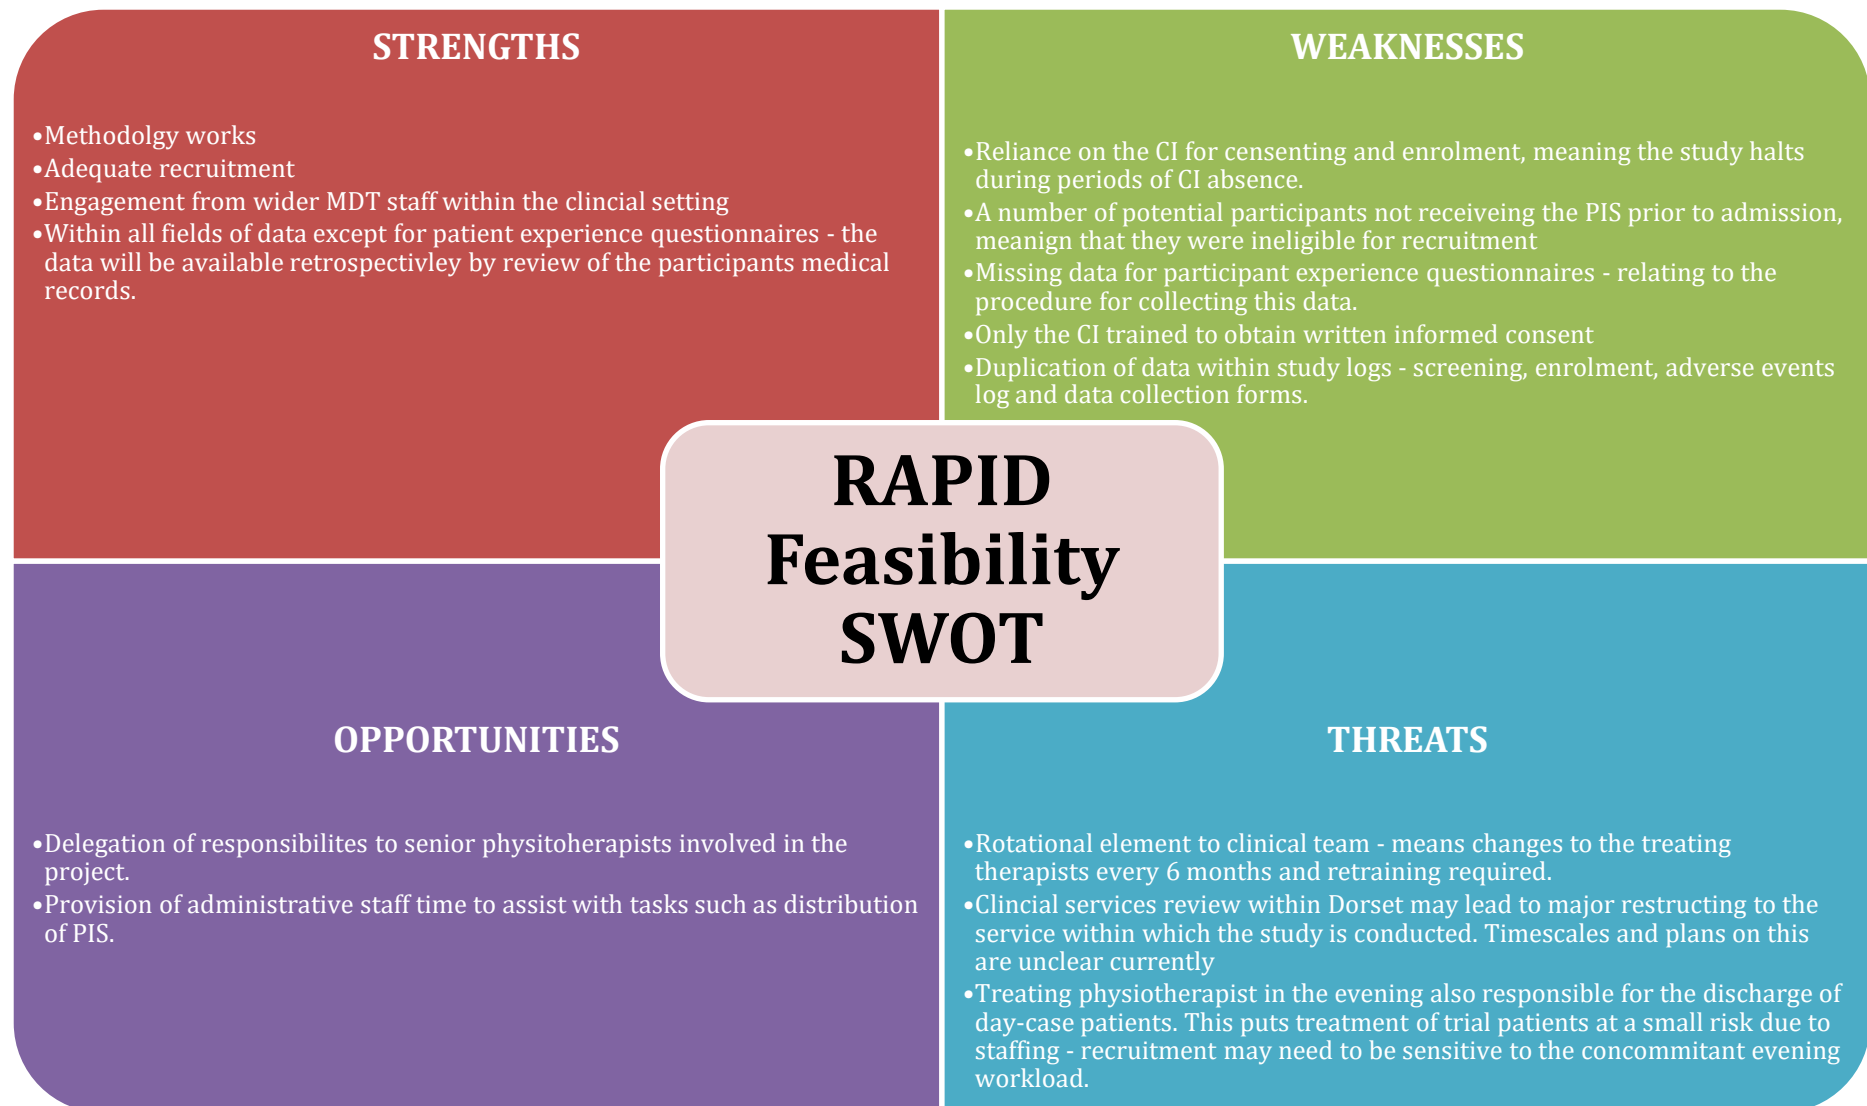 STRENGTHS
•Methodolgy works
•Adequate recruitment
•Engagement from wider MDT staff within the clincial setting
•Within all fields of data except for patient experience questionnaires - the
data will be available retrospectivley by review of the participants medical
records.
WEAKNESSES
•Reliance on the CI for censenting and enrolment, meaning the study halts
during periods of CI absence.
•A number of potential participants not receiveing the PIS prior to admission,
meanign that they were ineligible for recruitment
•Missing data for participant experience questionnaires - relating to the
procedure for collecting this data.
•Only the CI trained to obtain written informed consent
•Duplication of data within study logs - screening, enrolment, adverse events
log and data collection forms.
RAPID
Feasibility
SWOT
OPPORTUNITIES
•Delegation of responsibilites to senior physitoherapists involved in the
project.
•Provision of administrative staff time to assist with tasks such as distribution
of PIS.
THREATS
•Rotational element to clinical team - means changes to the treating
therapists every 6 months and retraining required.
•Clincial services review within Dorset may lead to major restructing to the
service within which the study is conducted. Timescales and plans on this
are unclear currently
•Treating physiotherapist in the evening also responsible for the discharge of
day-case patients. This puts treatment of trial patients at a small risk due to
staffing - recruitment may need to be sensitive to the concommitant evening
workload.